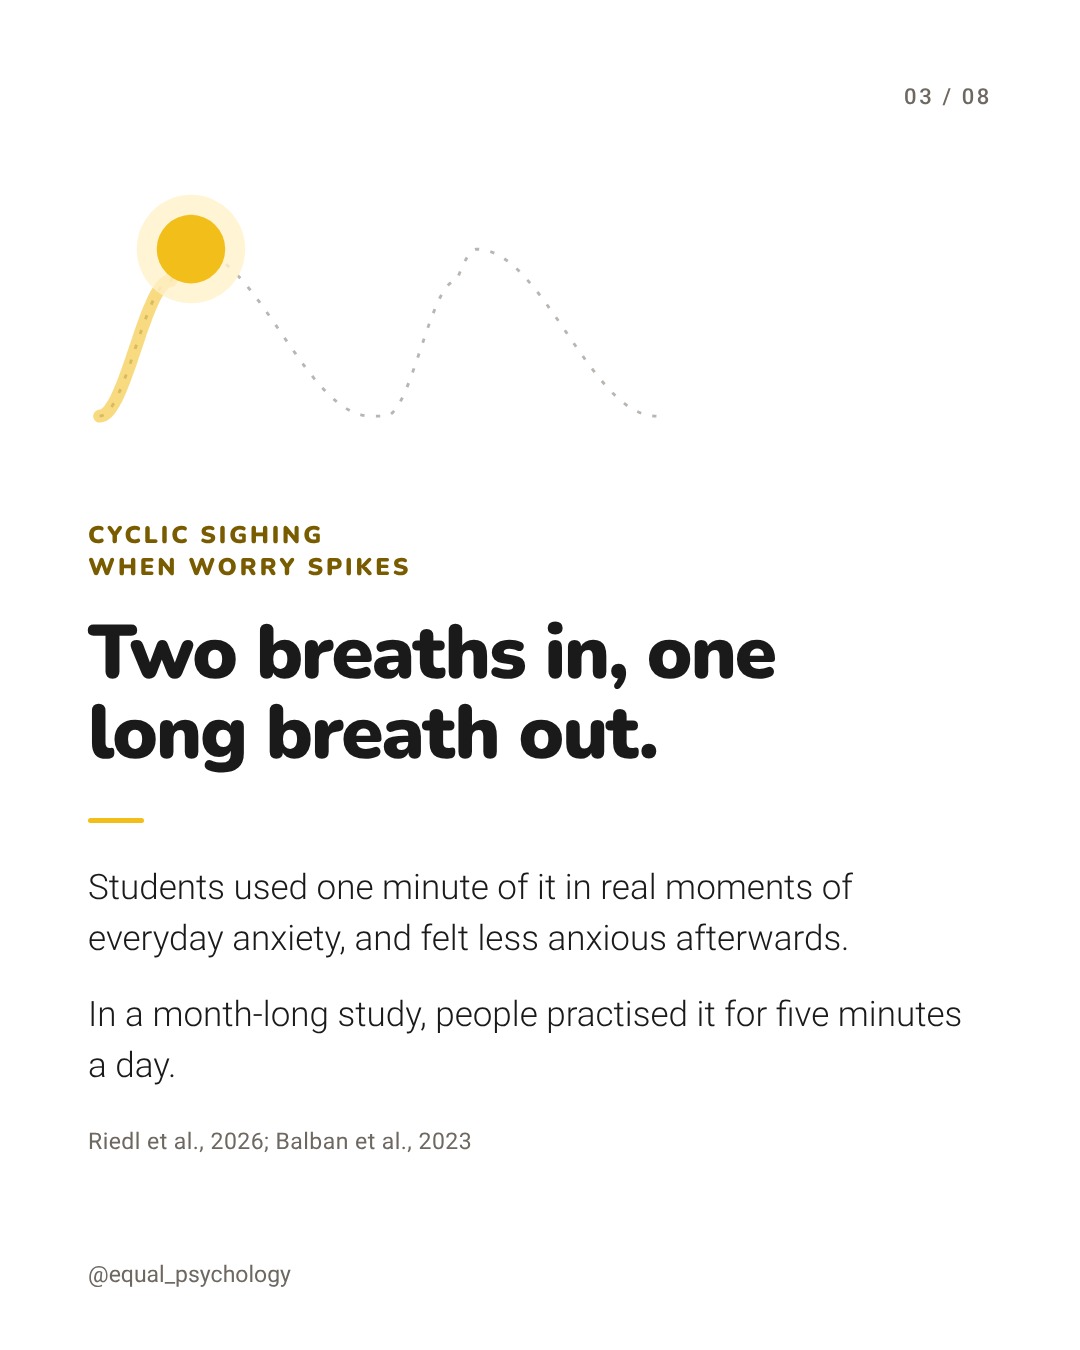 03 / 08
CYCLIC SIGHING
WHEN WORRY SPIKES
Two breaths in, one
long breath out.
Students used one minute of it in real moments of
everyday anxiety, and felt less anxious afterwards.
In a month-long study, people practised it for five minutes
a day.
Riedl et al., 2026; Balban et al., 2023
@equal_psychology